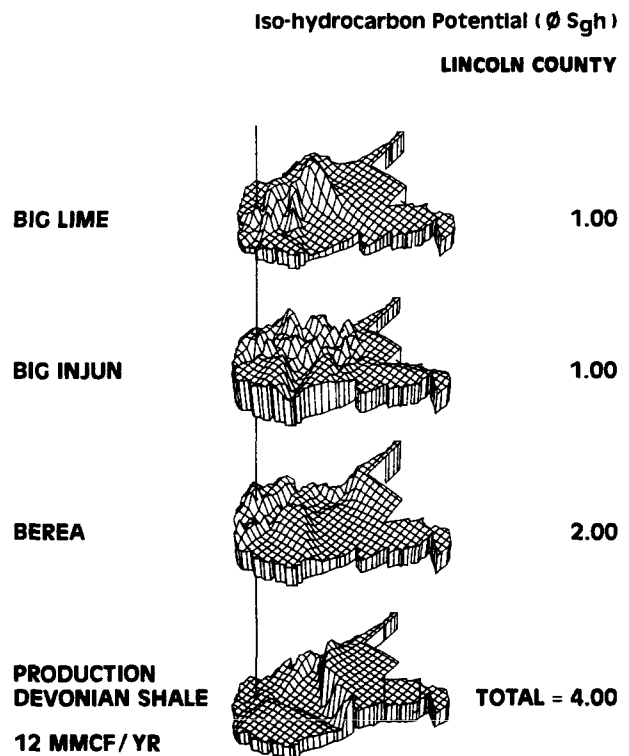 Iso-hydrocarbon Potential ( Ø Sgh )
LINCOLN COUNTY
BIG LIME 1.00
BIG INJUN 1.00
BEREA 2.00
PRODUCTION
DEVONIAN SHALE TOTAL = 4.00
12 MMCF / YR